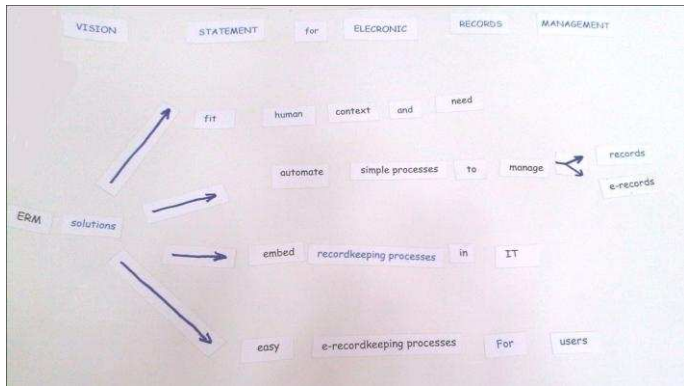 VISION STATEMENT for ELECRONIC RECORDS MANAGEMENT
fit human context and need
automate simple processes to manage
records
e-records
ERM solutions
embed recordkeeping processes in IT
easy e-recordkeeping processes For users